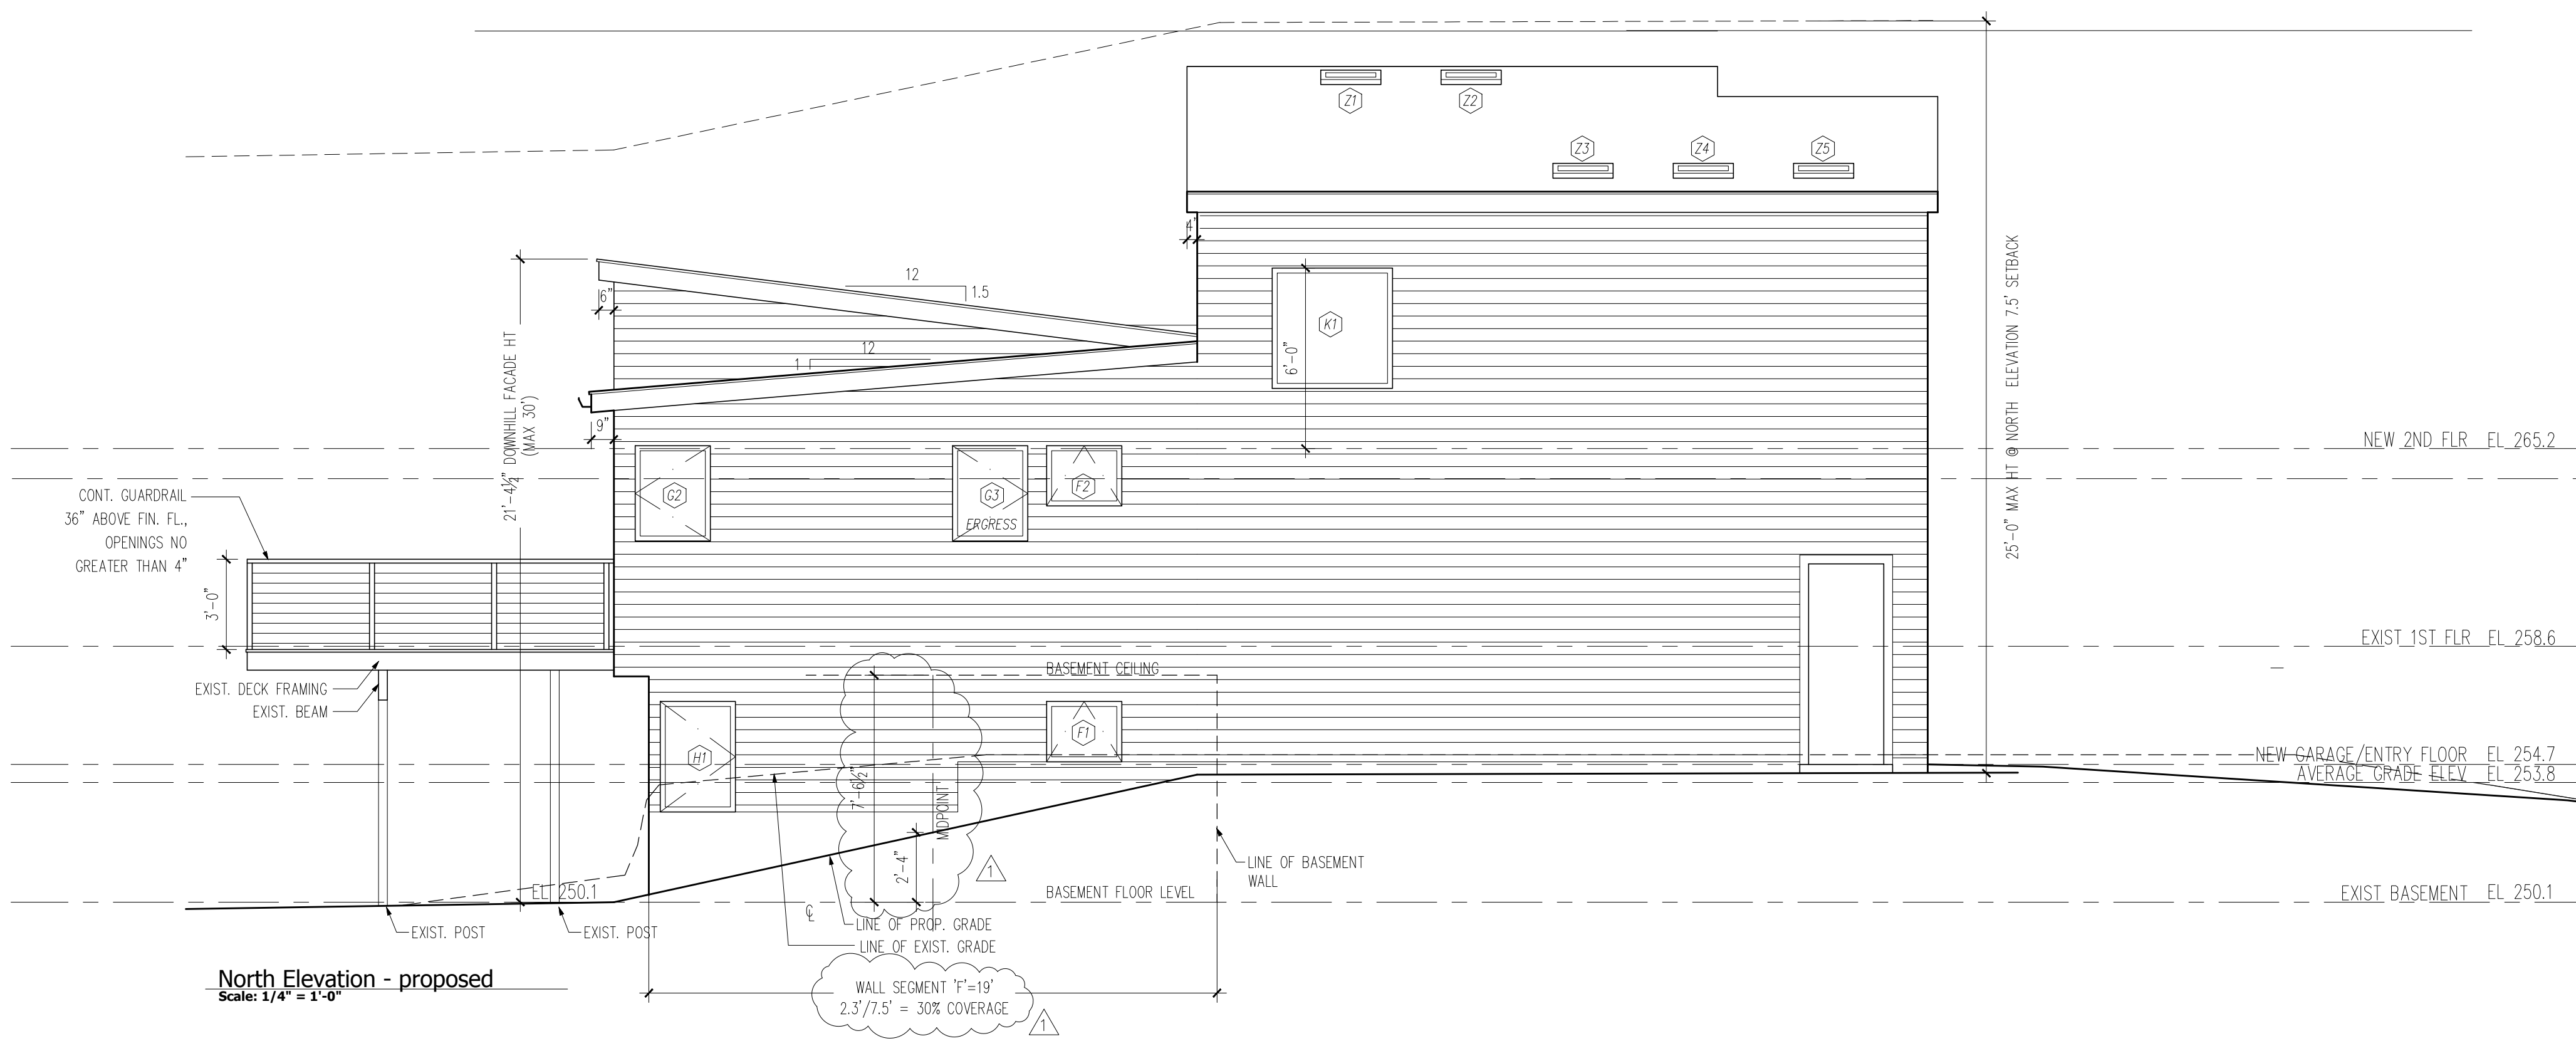 Z1
Z2
Z3
Z4
Z5
4'
12
1.5
6"
K1
6'-0"
12
1
9"
21'-4½" DOWNHILL FACADE HT
(MAX 30')
25'-0" MAX HT @ NORTH ELEVATION 7.5' SETBACK
NEW 2ND FLR EL 265.2
G2
G3
ERGRESS
F2
CONT. GUARDRAIL
36" ABOVE FIN. FL.,
OPENINGS NO
GREATER THAN 4"
3'-0"
EXIST 1ST FLR EL 258.6
BASEMENT CEILING
EXIST. DECK FRAMING
EXIST. BEAM
H1
F1
7'-6½"
MIDPOINT
2'-4"
1
NEW GARAGE/ENTRY FLOOR EL 254.7
AVERAGE GRADE ELEV EL 253.8
LINE OF BASEMENT
WALL
EL 250.1
BASEMENT FLOOR LEVEL
EXIST BASEMENT EL 250.1
℄
EXIST. POST
EXIST. POST
LINE OF PROP. GRADE
LINE OF EXIST. GRADE
WALL SEGMENT 'F'=19'
2.3'/7.5' = 30% COVERAGE
1
North Elevation - proposed
Scale: 1/4" = 1'-0"